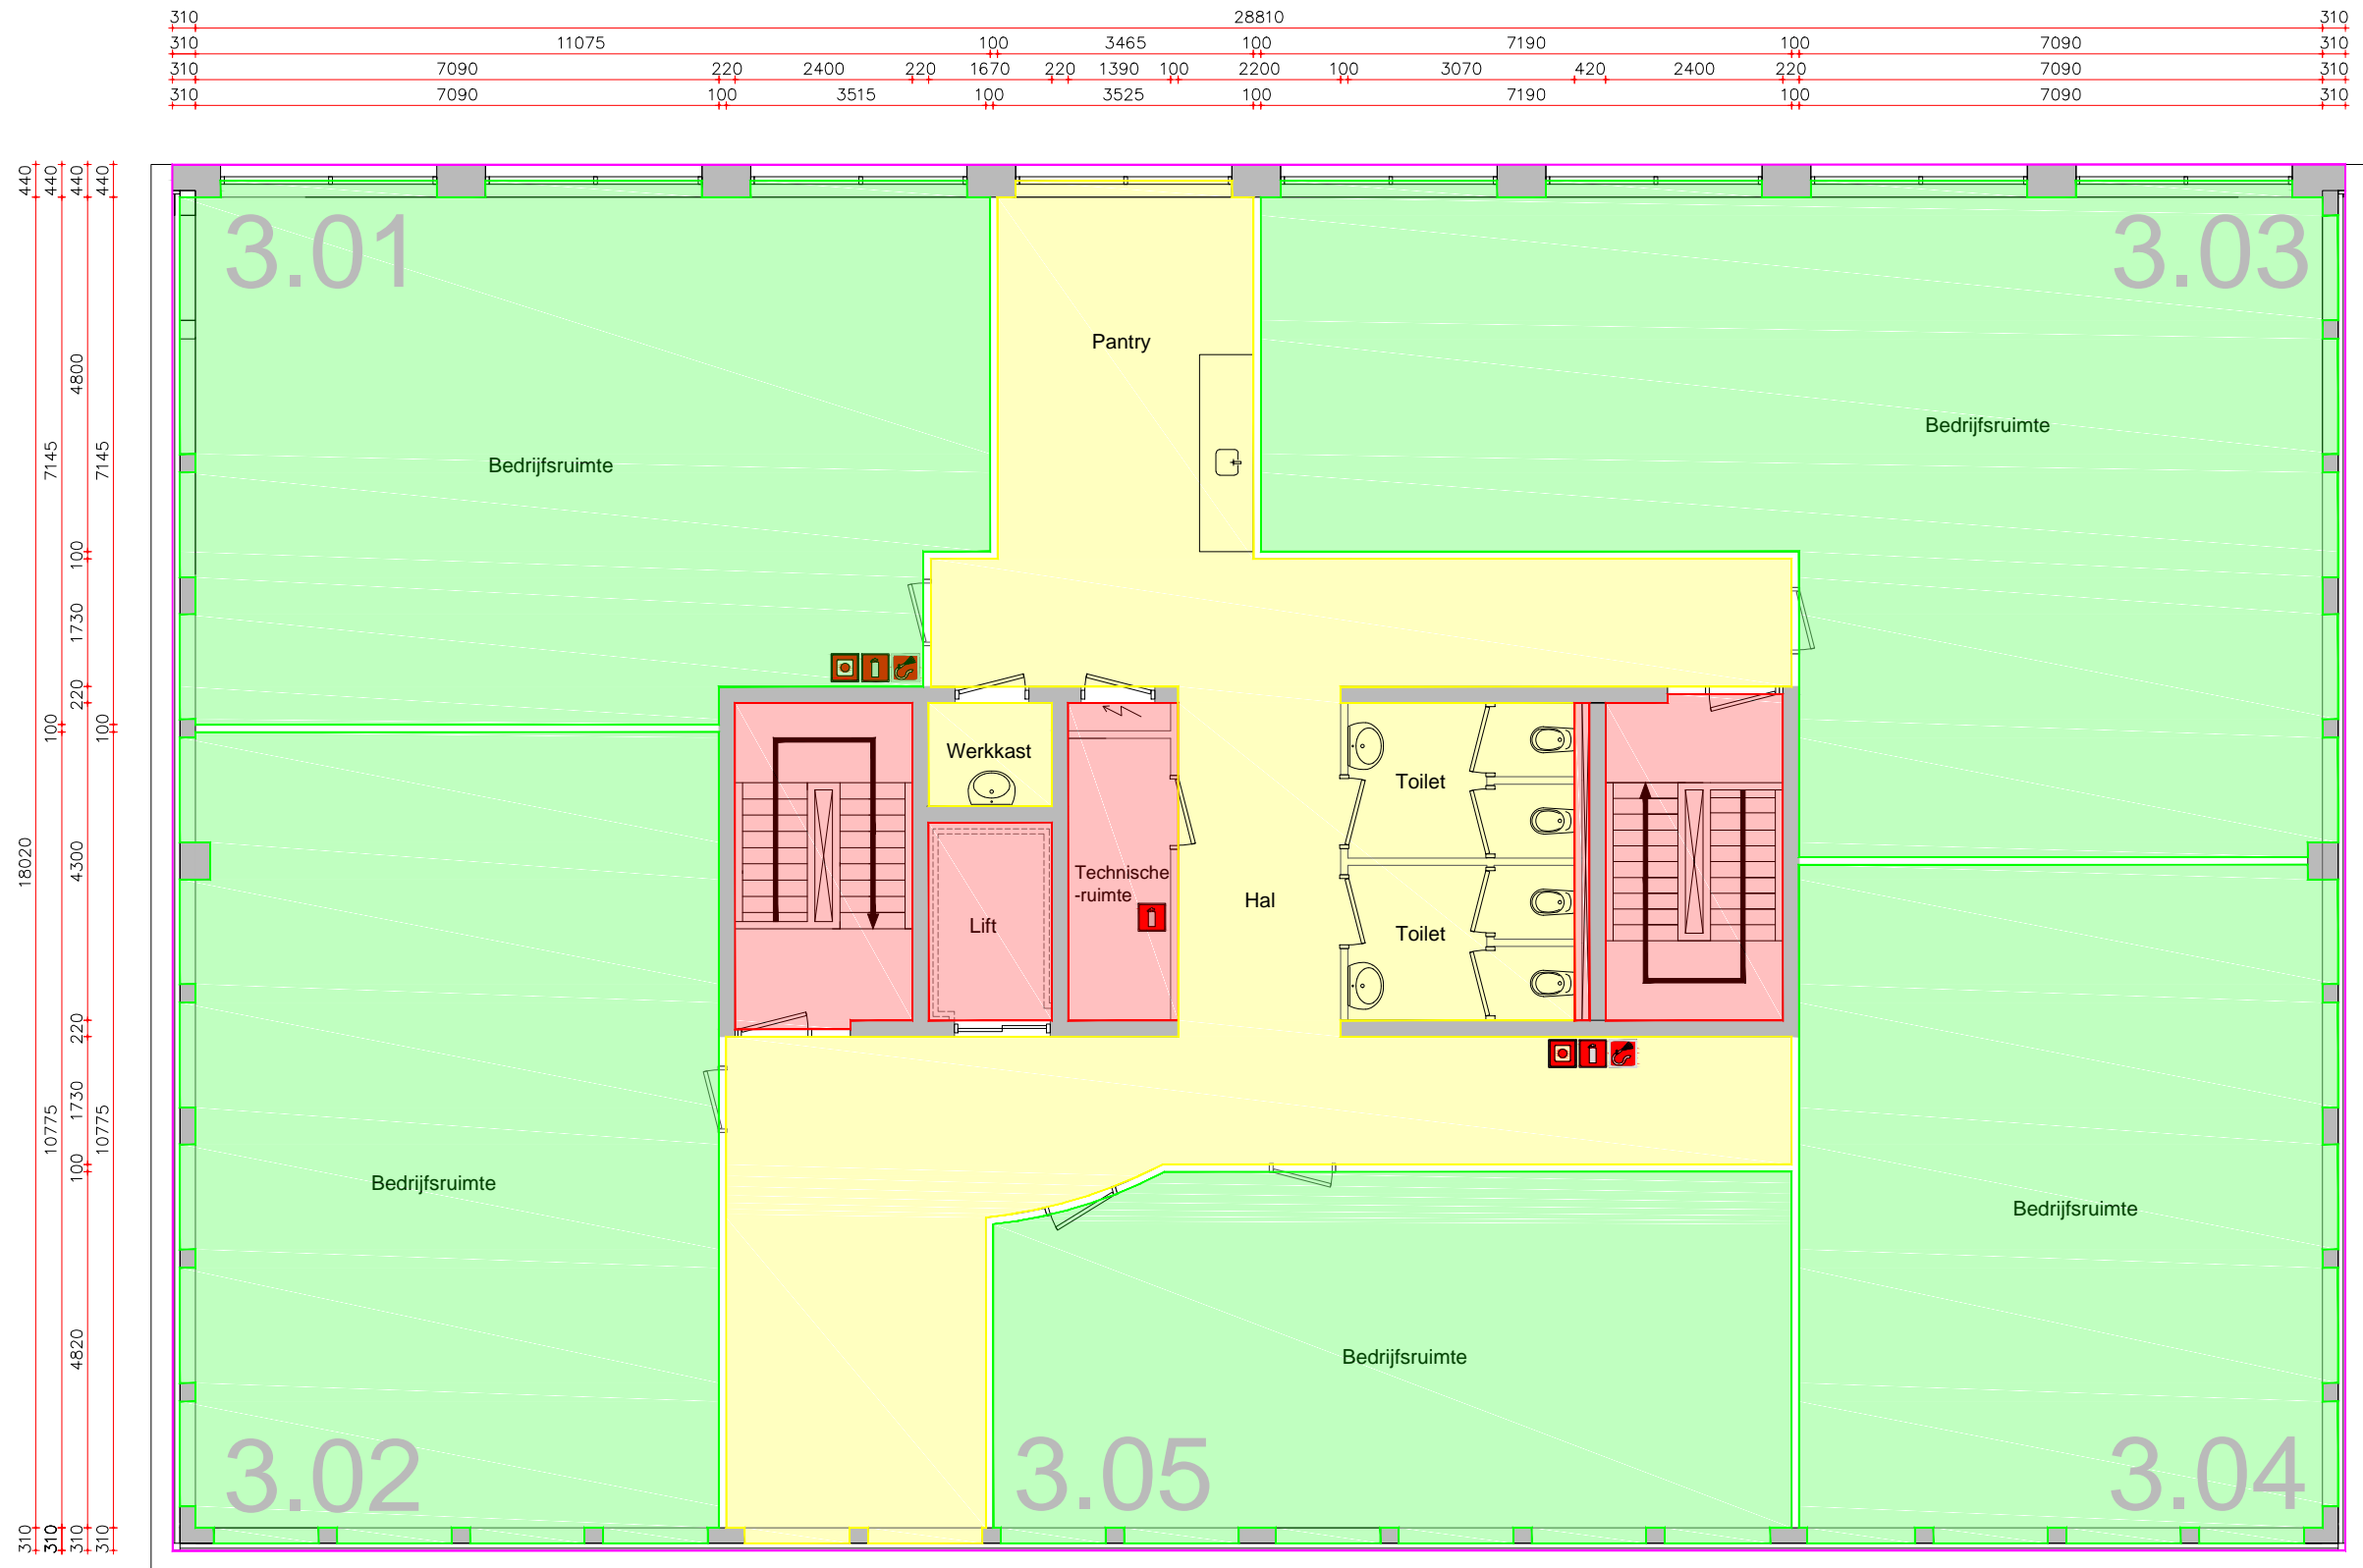 310 28810 310
310 11075 100 3465 100 7190 100 7090 310
310 7090 220 2400 220 1670 220 1390 100 2200 100 3070 420 2400 220 7090 310
310 7090 100 3515 100 3525 100 7190 100 7090 310
440 18020 310
440 7145 100 10775 310
440 4800 100 1730 220 4300 220 1730 100 4820 310
440 7145 100 10775 310
3.01
3.03
Pantry
Bedrijfsruimte
Bedrijfsruimte
Werkkast
Toilet
Technische
-ruimte
Hal
Lift
Toilet
Bedrijfsruimte
Bedrijfsruimte
Bedrijfsruimte
3.02
3.05
3.04